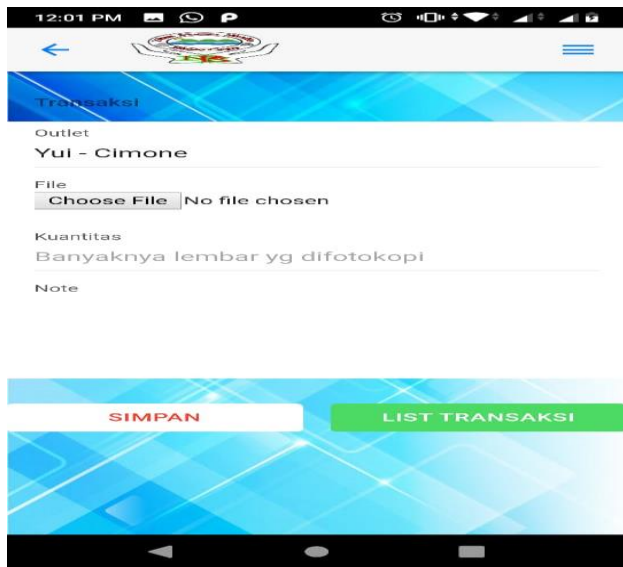 12:01 PM
Transaksi
Outlet
Yui - Cimone
File
Choose File No file chosen
Kuantitas
Banyaknya lembar yg difotokopi
Note
SIMPAN
LIST TRANSAKSI